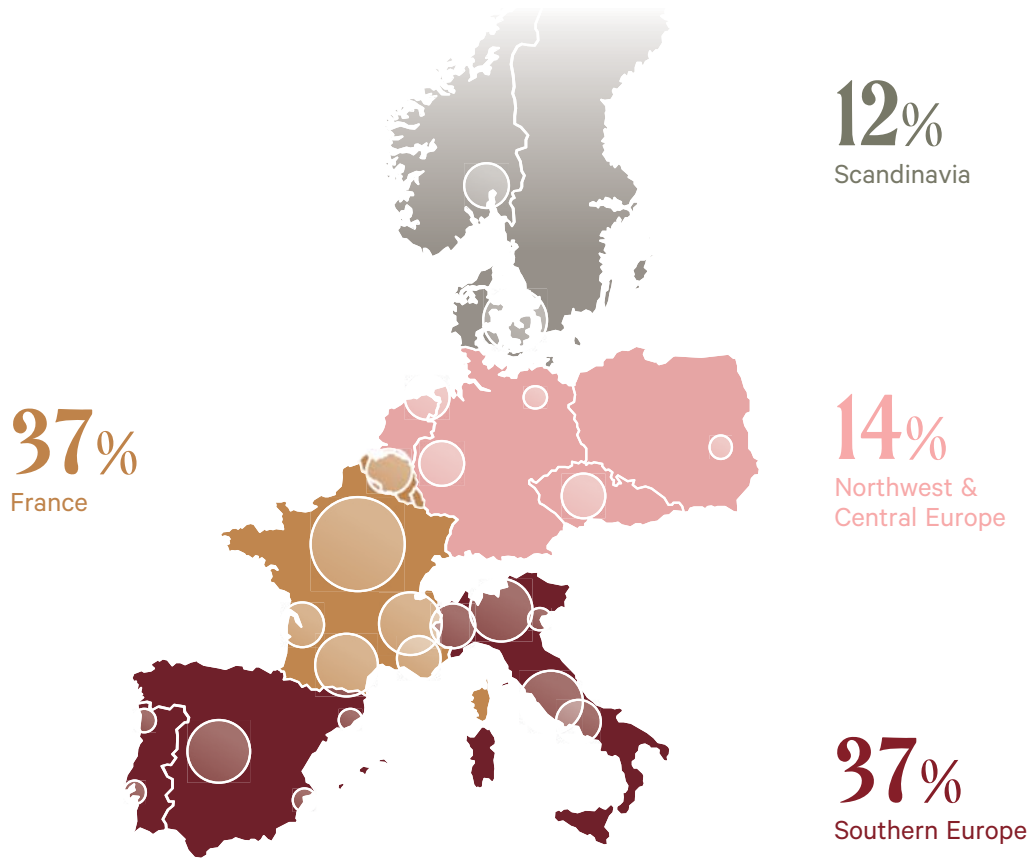 12%
Scandinavia
37%
France
14%
Northwest &
Central Europe
37%
Southern Europe